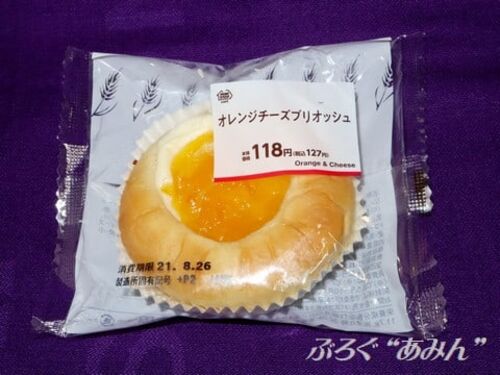 オレンジチーズブリオッシュ
本体価格 118円(税込127円)
Orange & Cheese
消費期限 21. 8.26
製造所固有記号 +P2
ぶろぐ“あみん”